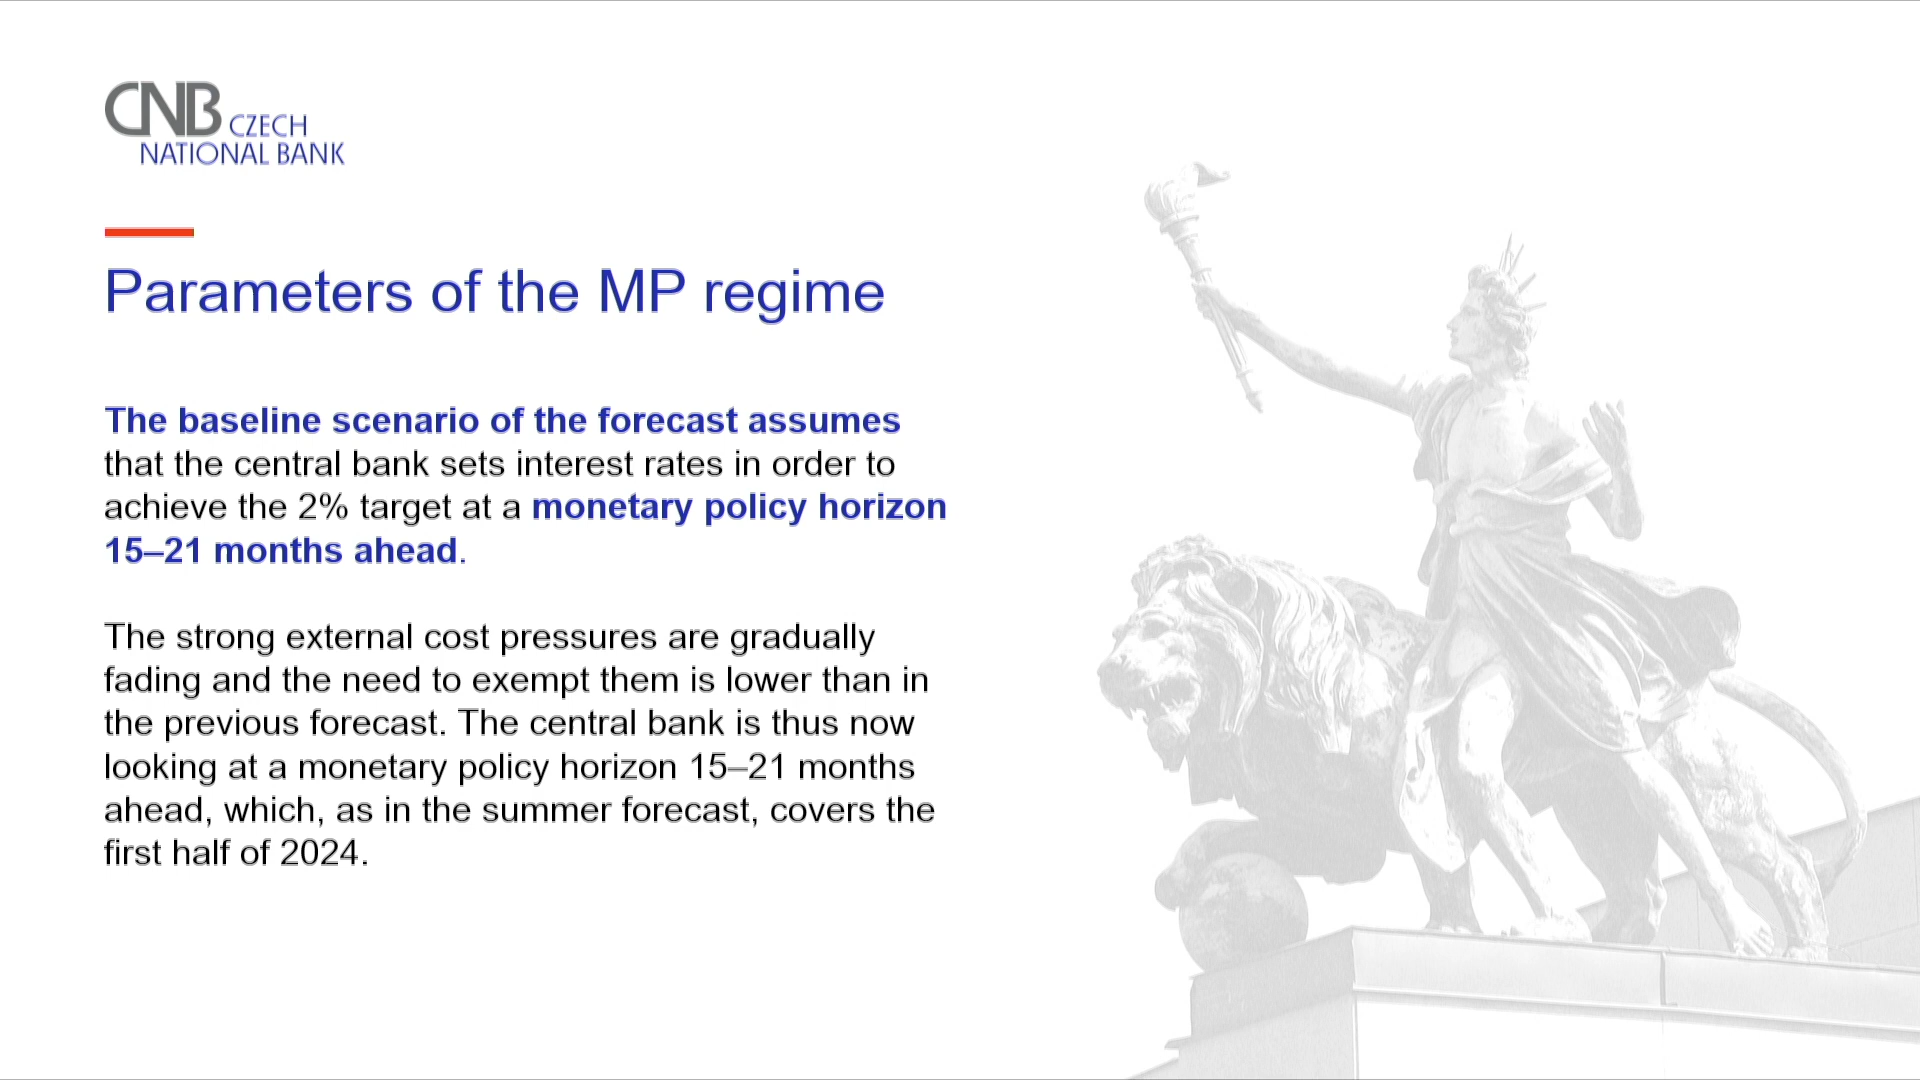 CNB CZECH
NATIONAL BANK
Parameters of the MP regime
The baseline scenario of the forecast assumes
that the central bank sets interest rates in order to
achieve the 2% target at a monetary policy horizon
15–21 months ahead.
The strong external cost pressures are gradually
fading and the need to exempt them is lower than in
the previous forecast. The central bank is thus now
looking at a monetary policy horizon 15–21 months
ahead, which, as in the summer forecast, covers the
first half of 2024.